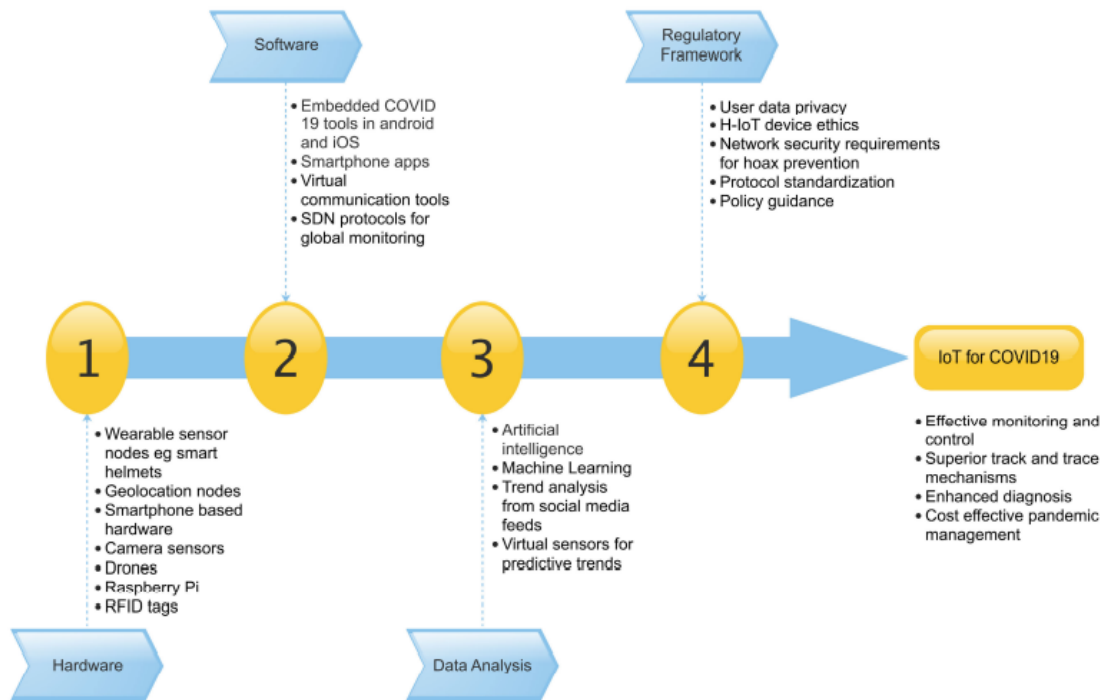 Software
• Embedded COVID
19 tools in android
and iOS
• Smartphone apps
• Virtual
communication tools
• SDN protocols for
global monitoring
Regulatory
Framework
• User data privacy
• H-IoT device ethics
• Network security requirements
for hoax prevention
• Protocol standardization
• Policy guidance
1
2
3
4
IoT for COVID19
• Wearable sensor
nodes eg smart
helmets
• Geolocation nodes
• Smartphone based
hardware
• Camera sensors
• Drones
• Raspberry Pi
• RFID tags
Hardware
• Artificial
intelligence
• Machine Learning
• Trend analysis
from social media
feeds
• Virtual sensors for
predictive trends
Data Analysis
• Effective monitoring and
control
• Superior track and trace
mechanisms
• Enhanced diagnosis
• Cost effective pandemic
management